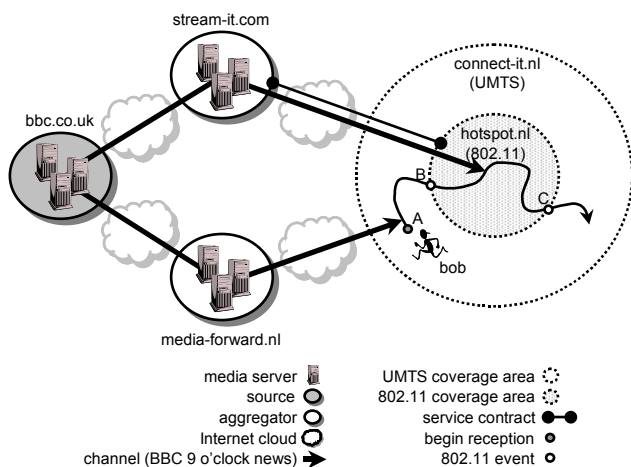 stream-it.com
connect-it.nl
(UMTS)
bbc.co.uk
hotspot.nl
(802.11)
B
A
C
bob
media-forward.nl
media server
source
aggregator
Internet cloud
channel (BBC 9 o'clock news)
UMTS coverage area
802.11 coverage area
service contract
begin reception
802.11 event